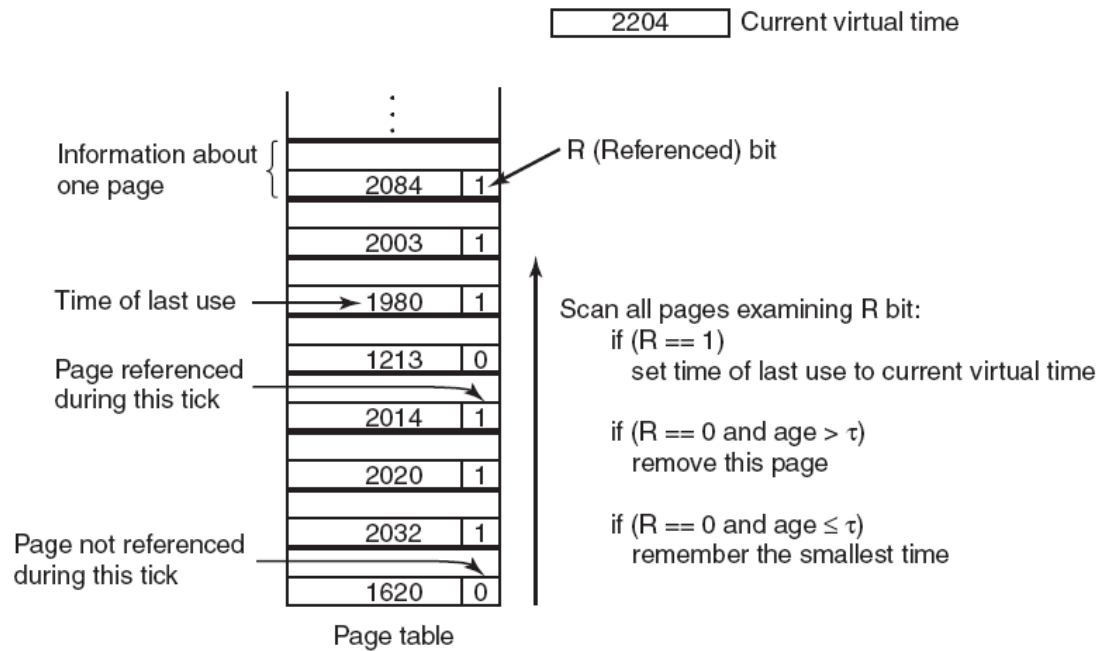 2204 Current virtual time
Information about
one page
R (Referenced) bit
2084 1
2003 1
Time of last use
1980 1
1213 0
Page referenced
during this tick
2014 1
2020 1
2032 1
Page not referenced
during this tick
1620 0
Page table
Scan all pages examining R bit:
if (R == 1)
set time of last use to current virtual time
if (R == 0 and age > τ)
remove this page
if (R == 0 and age ≤ τ)
remember the smallest time